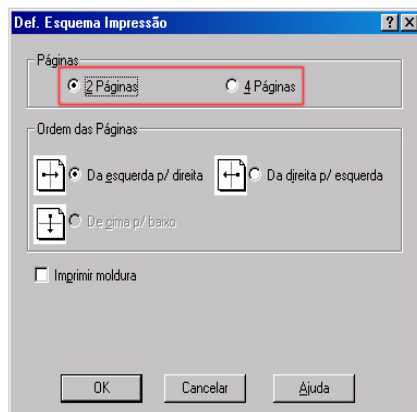 Def. Esquema Impressão
Páginas
2 Páginas 4 Páginas
Ordem das Páginas
Da esquerda p/ direita Da direita p/ esquerda
De cima p/ baixo
Imprimir moldura
OK Cancelar Ajuda